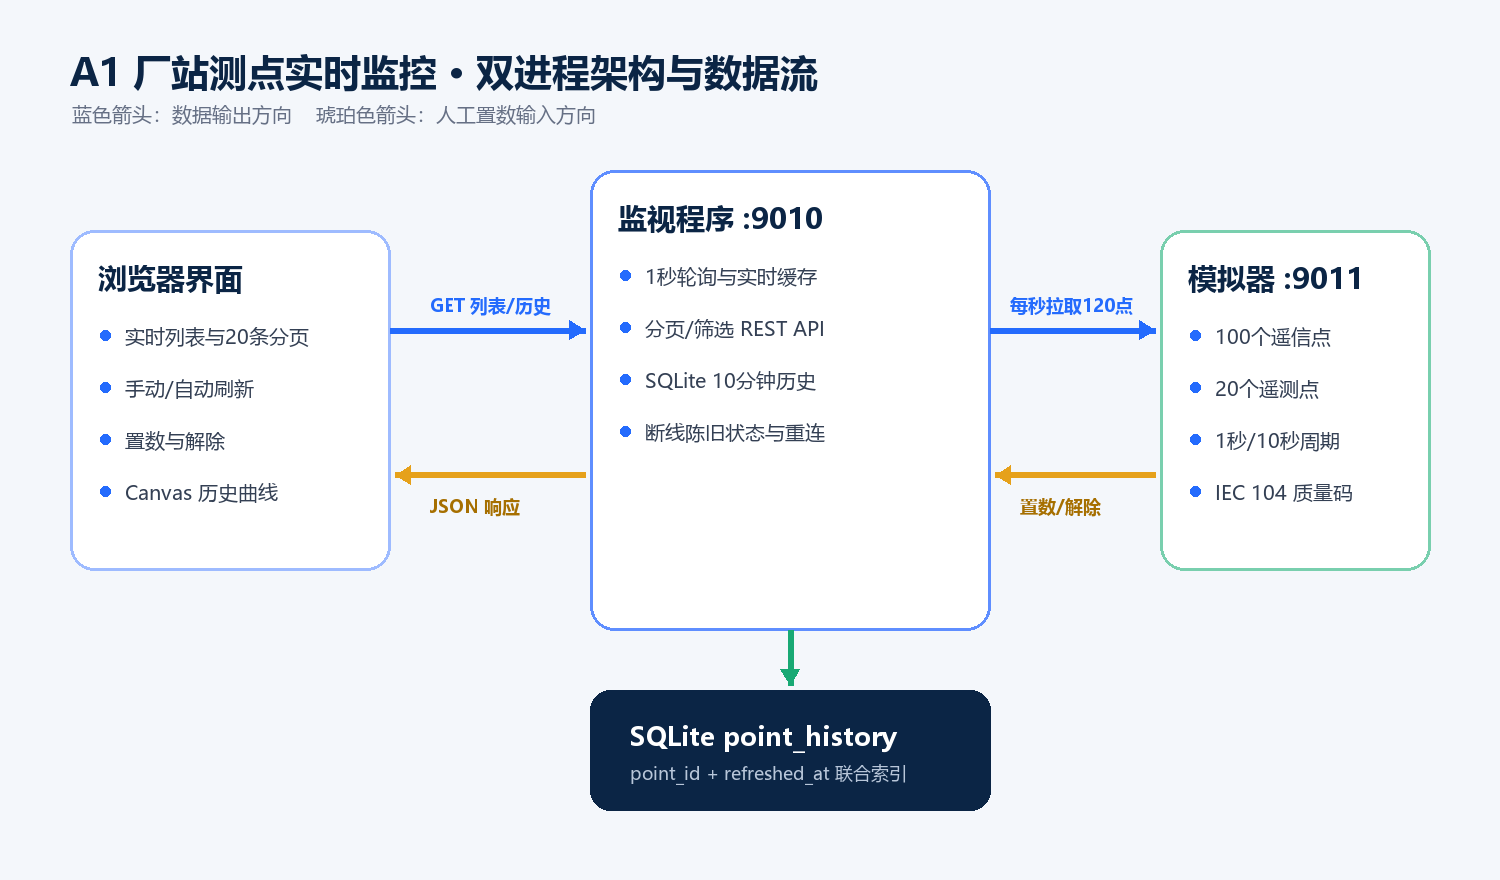 A1 厂站测点实时监控 • 双进程架构与数据流
蓝色箭头：数据输出方向 琥珀色箭头：人工置数输入方向
浏览器界面
实时列表与20条分页
手动/自动刷新
置数与解除
Canvas 历史曲线
GET 列表/历史
JSON 响应
监视程序 :9010
1秒轮询与实时缓存
分页/筛选 REST API
SQLite 10分钟历史
断线陈旧状态与重连
每秒拉取120点
置数/解除
模拟器 :9011
100个遥信点
20个遥测点
1秒/10秒周期
IEC 104 质量码
SQLite point_history
point_id + refreshed_at 联合索引